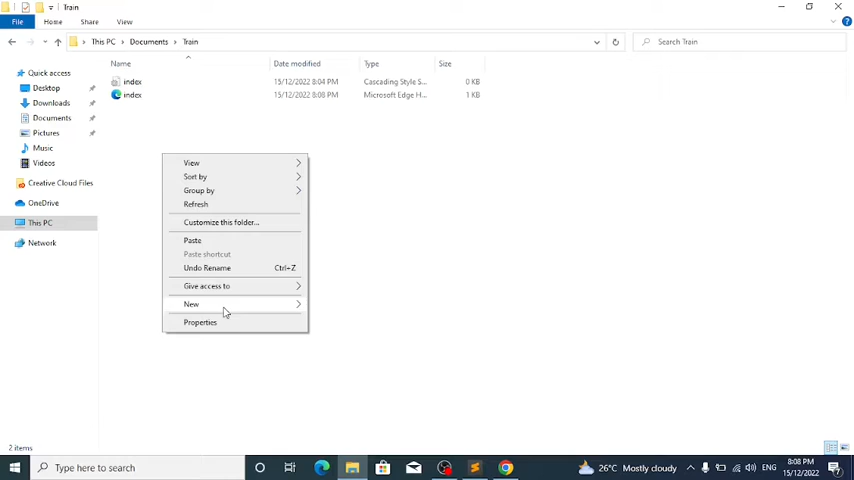 Train
File Home Share View
This PC Documents Train Search Train
Name Date modified Type Size
index 15/12/2022 8:04 PM Cascading Style S... 0 KB
index 15/12/2022 8:08 PM Microsoft Edge H... 1 KB
Quick access
Desktop
Downloads
Documents
Pictures
Music
Videos
Creative Cloud Files
OneDrive
This PC
Network
View
Sort by
Group by
Refresh
Customize this folder...
Paste
Paste shortcut
Undo Rename Ctrl+Z
Give access to
New
Properties
2 items
Type here to search 26°C Mostly cloudy ENG 8:08 PM
15/12/2022 7